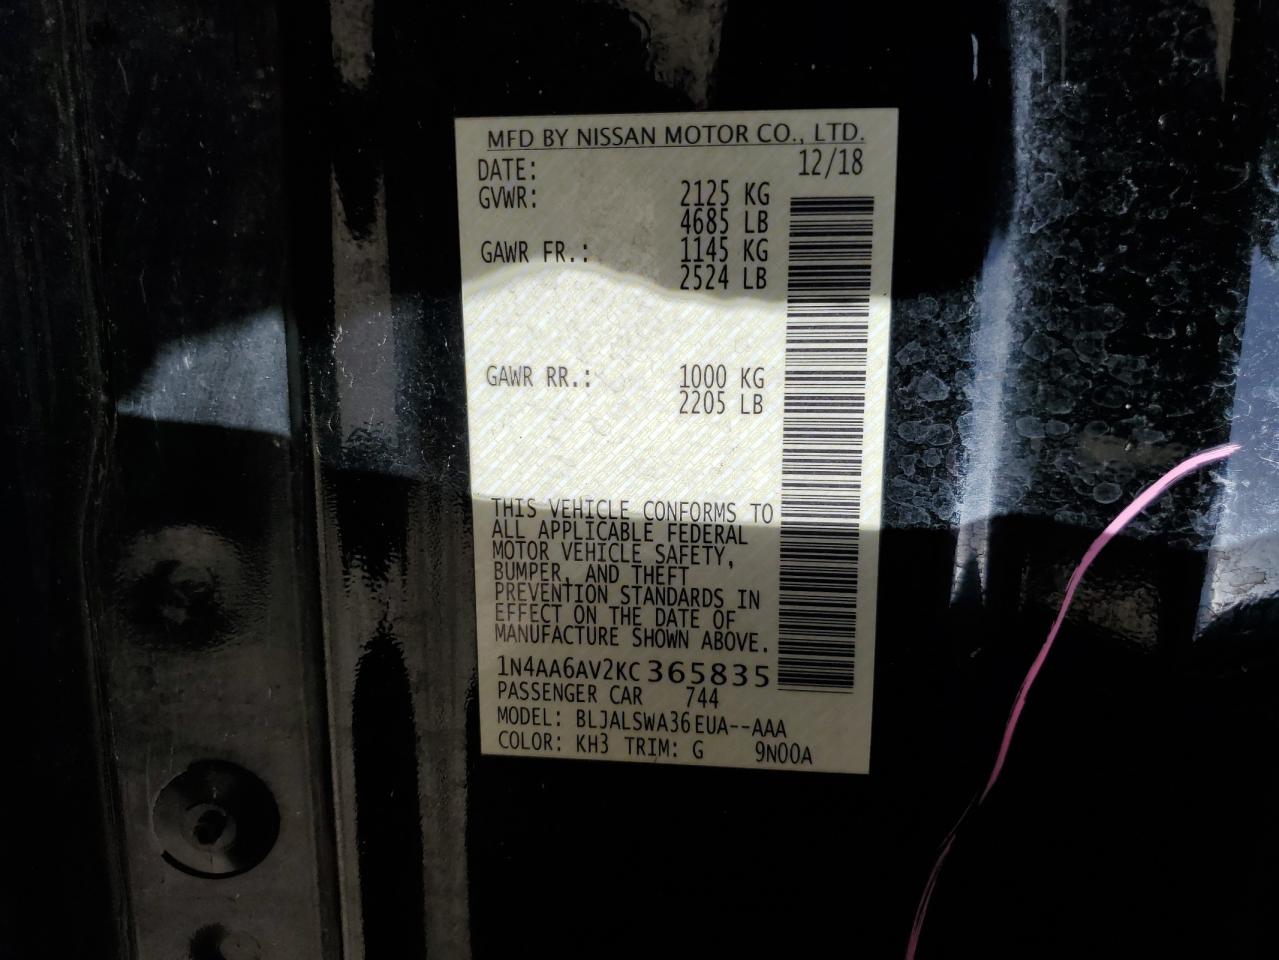 MFD BY NISSAN MOTOR CO., LTD.
DATE: 12/18
GVWR: 2125 KG
4685 LB
GAWR FR.: 1145 KG
2524 LB
GAWR RR.: 1000 KG
2205 LB
THIS VEHICLE CONFORMS TO
ALL APPLICABLE FEDERAL
MOTOR VEHICLE SAFETY,
BUMPER, AND THEFT
PREVENTION STANDARDS IN
EFFECT ON THE DATE OF
MANUFACTURE SHOWN ABOVE.
1N4AA6AV2KC365835
PASSENGER CAR 744
MODEL: BLJALSWA36EUA--AAA
COLOR: KH3 TRIM: G 9N00A